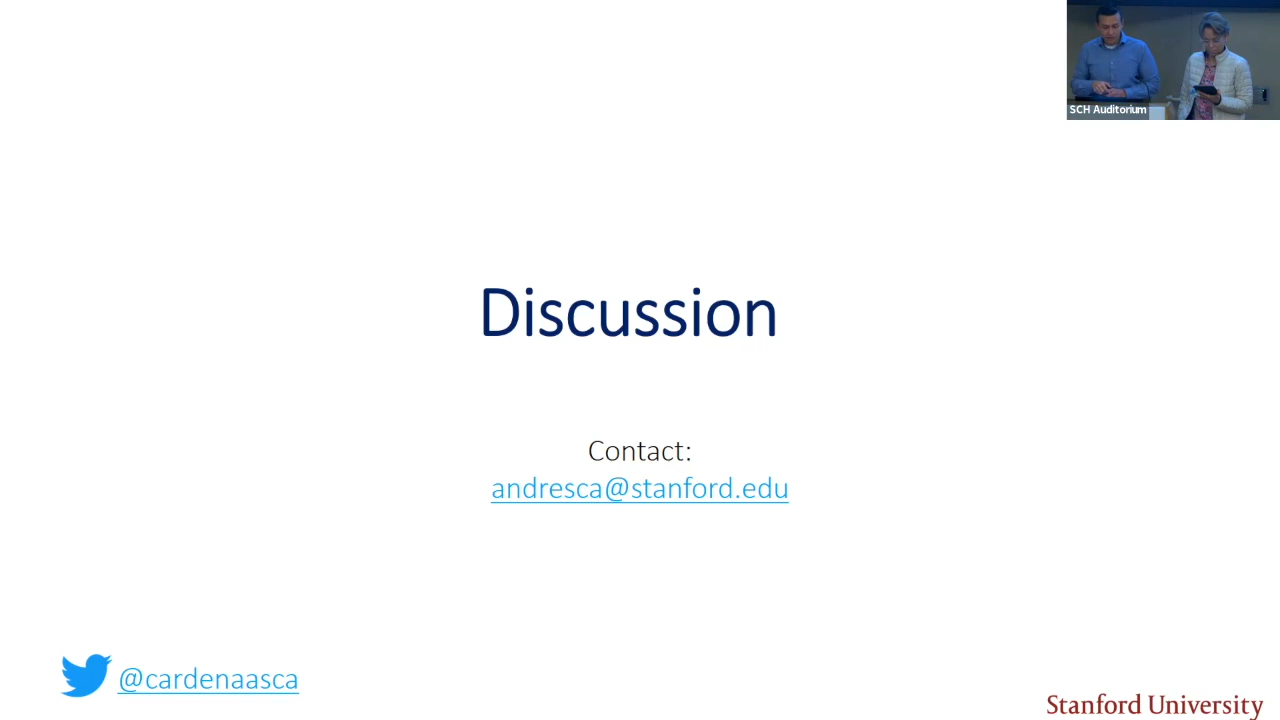 SCH Auditorium
Discussion
Contact:
andresca@stanford.edu
@cardenaasca
Stanford University